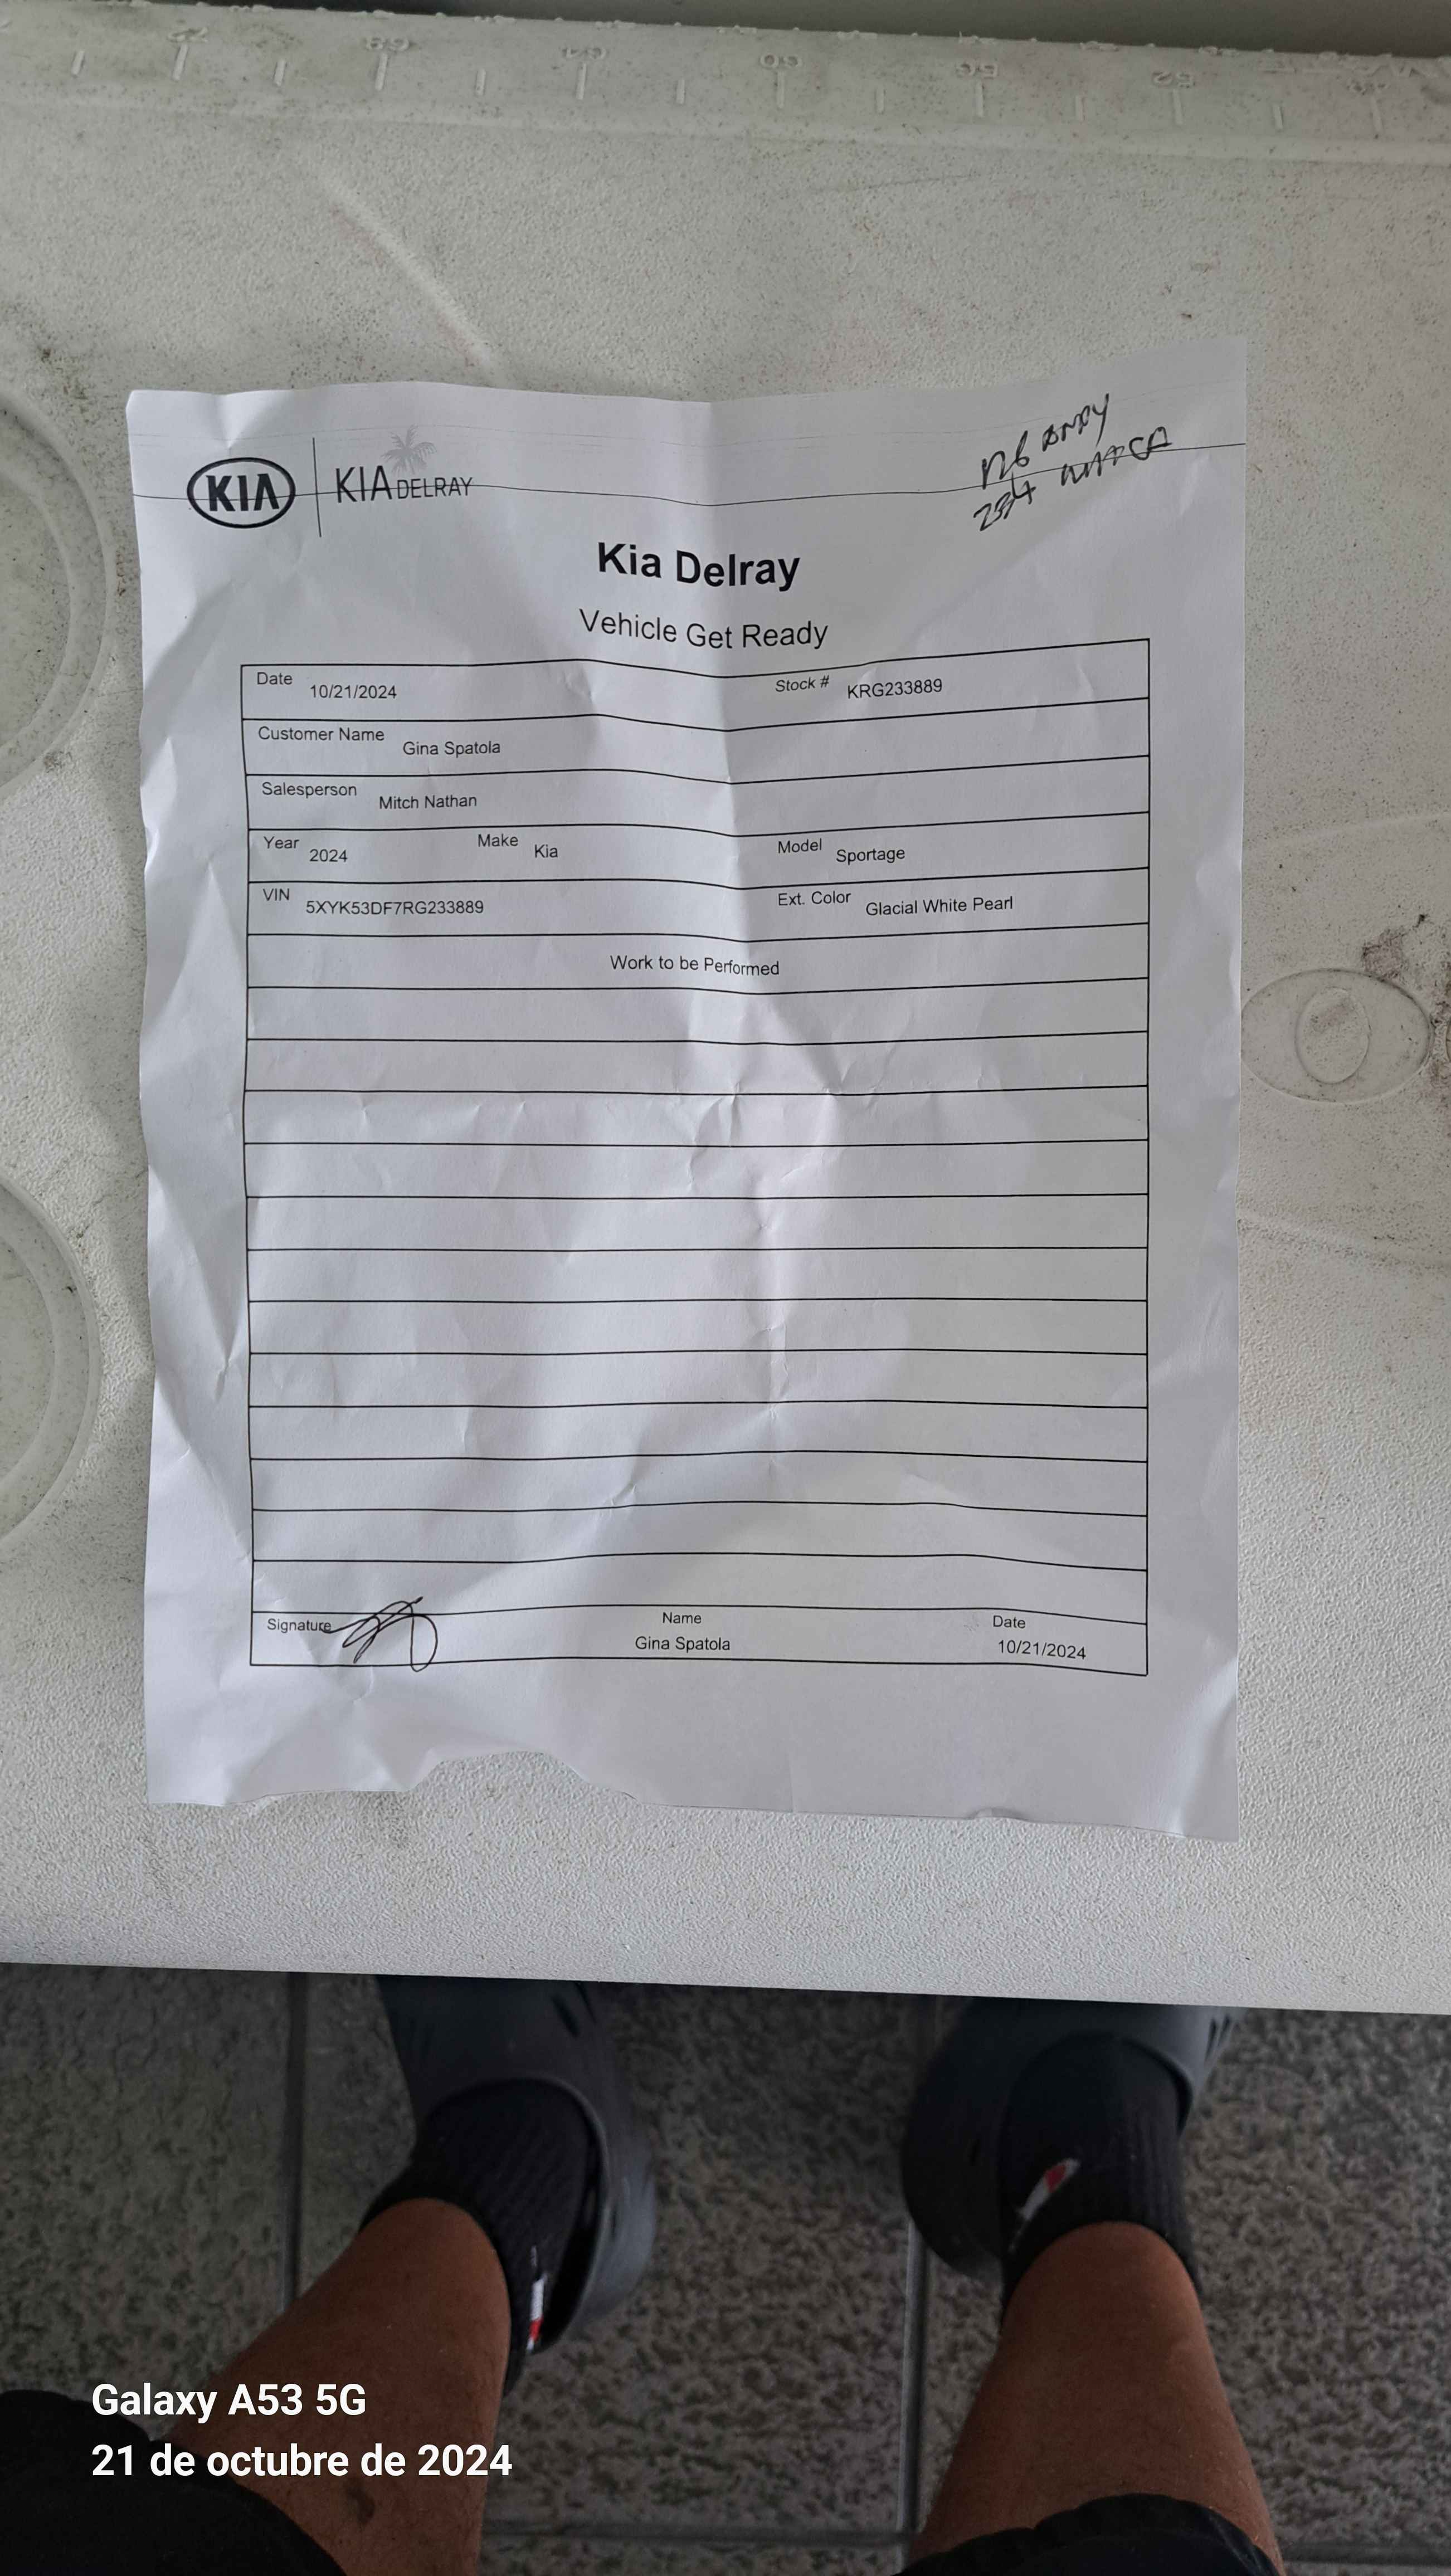 KIA KIA DELRAY
Kia Delray
Vehicle Get Ready
Date 10/21/2024 Stock # KRG233889
Customer Name Gina Spatola
Salesperson Mitch Nathan
Year 2024 Make Kia Model Sportage
VIN 5XYK53DF7RG233889 Ext. Color Glacial White Pearl
Work to be Performed
Signature Name Date
Gina Spatola 10/21/2024
Galaxy A53 5G
21 de octubre de 2024